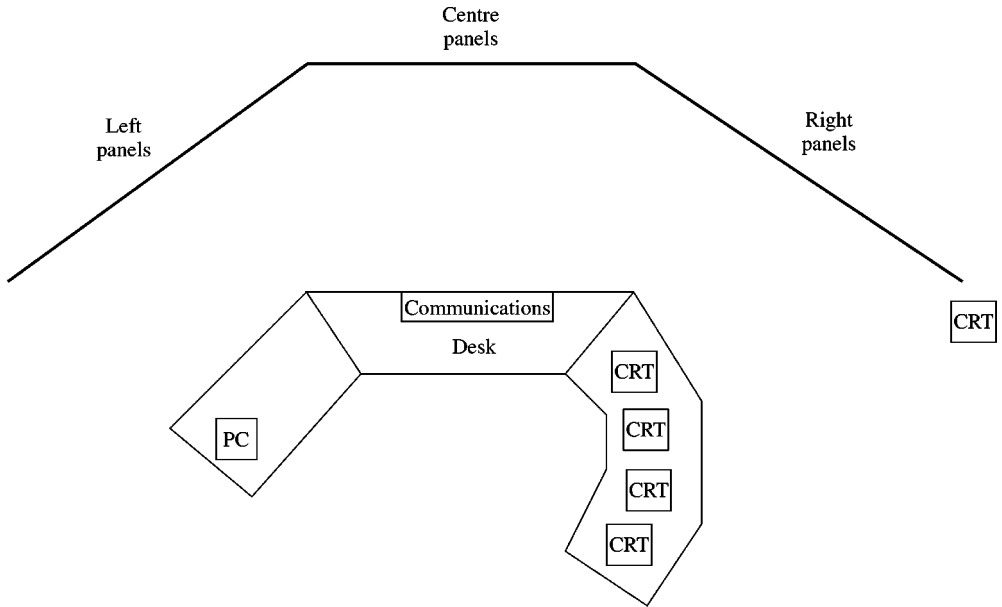 Centre
panels
Left
panels
Right
panels
Communications
CRT
Desk
CRT
CRT
PC
CRT
CRT